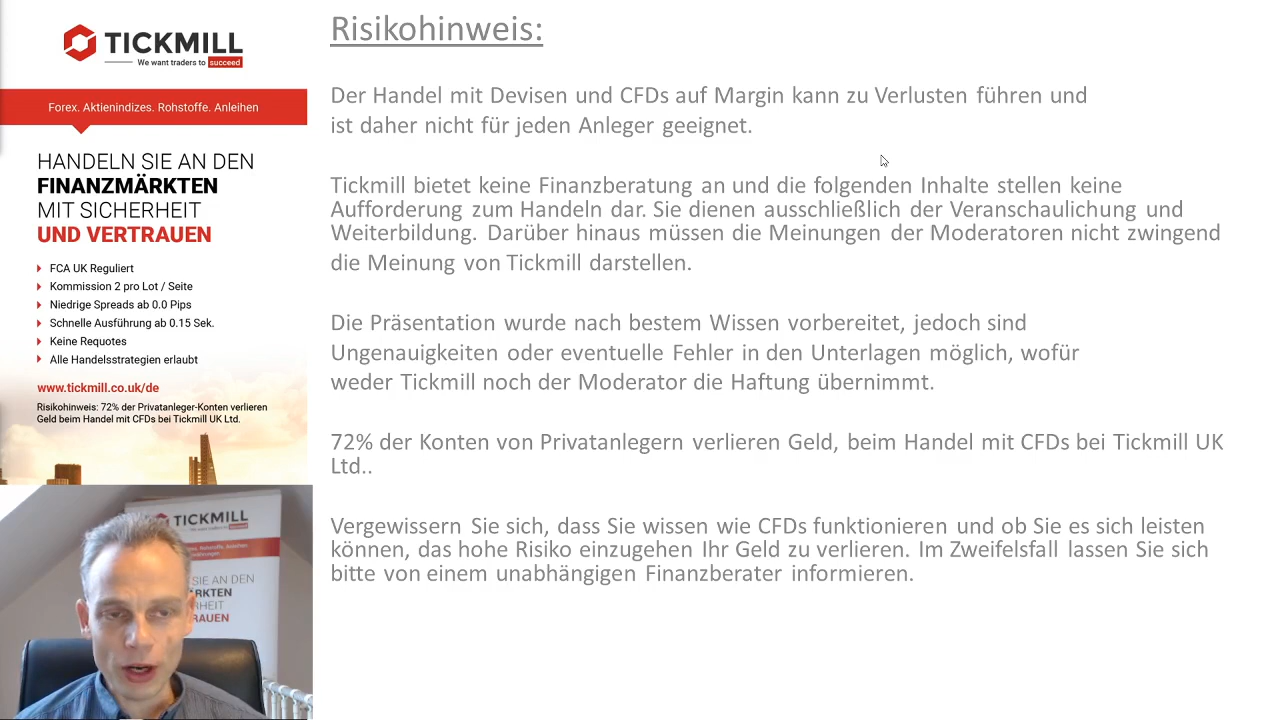 TICKMILL
We want traders to succeed
Forex. Aktienindizes. Rohstoffe. Anleihen
HANDELN SIE AN DEN
FINANZMÄRKTEN
MIT SICHERHEIT
UND VERTRAUEN
FCA UK Reguliert
Kommission 2 pro Lot / Seite
Niedrige Spreads ab 0.0 Pips
Schnelle Ausführung ab 0.15 Sek.
Keine Requotes
Alle Handelsstrategien erlaubt
www.tickmill.co.uk/de
Risikohinweis: 72% der Privatanleger-Konten verlieren
Geld beim Handel mit CFDs bei Tickmill UK Ltd.
TICKMILL
SIE AN DEN
RKTEN
RHEIT
RAUEN
Risikohinweis:
Der Handel mit Devisen und CFDs auf Margin kann zu Verlusten führen und
ist daher nicht für jeden Anleger geeignet.
Tickmill bietet keine Finanzberatung an und die folgenden Inhalte stellen keine
Aufforderung zum Handeln dar. Sie dienen ausschließlich der Veranschaulichung und
Weiterbildung. Darüber hinaus müssen die Meinungen der Moderatoren nicht zwingend
die Meinung von Tickmill darstellen.
Die Präsentation wurde nach bestem Wissen vorbereitet, jedoch sind
Ungenauigkeiten oder eventuelle Fehler in den Unterlagen möglich, wofür
weder Tickmill noch der Moderator die Haftung übernimmt.
72% der Konten von Privatanlegern verlieren Geld, beim Handel mit CFDs bei Tickmill UK
Ltd..
Vergewissern Sie sich, dass Sie wissen wie CFDs funktionieren und ob Sie es sich leisten
können, das hohe Risiko einzugehen Ihr Geld zu verlieren. Im Zweifelsfall lassen Sie sich
bitte von einem unabhängigen Finanzberater informieren.